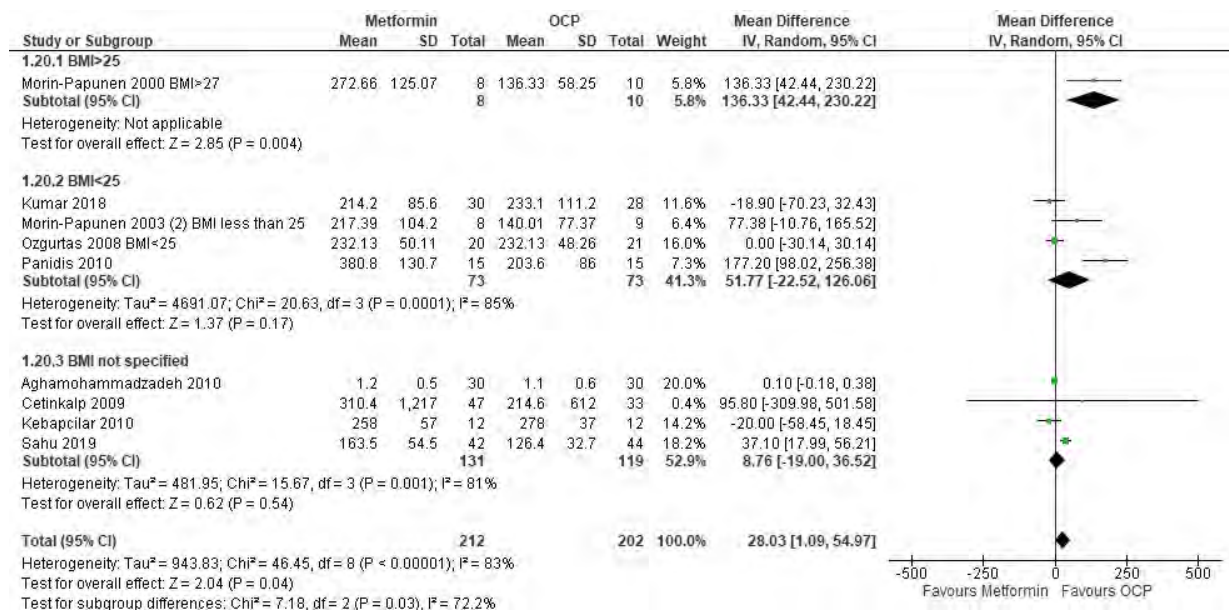 Metformin OCP Mean Difference Mean Difference
Study or Subgroup Mean SD Total Mean SD Total Weight IV, Random, 95% CI IV, Random, 95% CI
1.20.1 BMI>25
Morin-Papunen 2000 BMI>27 272.66 125.07 8 136.33 58.25 10 5.8% 136.33 [42.44, 230.22]
Subtotal (95% CI) 8 10 5.8% 136.33 [42.44, 230.22]
Heterogeneity: Not applicable
Test for overall effect: Z = 2.85 (P = 0.004)
1.20.2 BMI<25
Kumar 2018 214.2 85.6 30 233.1 111.2 28 11.6% -18.90 [-70.23, 32.43]
Morin-Papunen 2003 (2) BMI less than 25 217.39 104.2 8 140.01 77.37 9 6.4% 77.38 [-10.76, 165.52]
Ozgurtas 2008 BMI<25 232.13 50.11 20 232.13 48.26 21 16.0% 0.00 [-30.14, 30.14]
Panidis 2010 380.8 130.7 15 203.6 86 15 7.3% 177.20 [98.02, 256.38]
Subtotal (95% CI) 73 73 41.3% 51.77 [-22.52, 126.06]
Heterogeneity: Tau² = 4691.07; Chi² = 20.63, df = 3 (P = 0.0001); I² = 85%
Test for overall effect: Z = 1.37 (P = 0.17)
1.20.3 BMI not specified
Aghamohammadzadeh 2010 1.2 0.5 30 1.1 0.6 30 20.0% 0.10 [-0.18, 0.38]
Cetinkalp 2009 310.4 1,217 47 214.6 612 33 0.4% 95.80 [-309.98, 501.58]
Kebapcilar 2010 258 57 12 278 37 12 14.2% -20.00 [-58.45, 18.45]
Sahu 2019 163.5 54.5 42 126.4 32.7 44 18.2% 37.10 [17.99, 56.21]
Subtotal (95% CI) 131 119 52.9% 8.76 [-19.00, 36.52]
Heterogeneity: Tau² = 481.95; Chi² = 15.67, df = 3 (P = 0.001); I² = 81%
Test for overall effect: Z = 0.62 (P = 0.54)
Total (95% CI) 212 202 100.0% 28.03 [1.09, 54.97]
Heterogeneity: Tau² = 943.83; Chi² = 46.45, df = 8 (P < 0.00001); I² = 83%
Test for overall effect: Z = 2.04 (P = 0.04)
Test for subgroup differences: Chi² = 7.18, df = 2 (P = 0.03), I² = 72.2%
-500 -250 0 250 500
Favours Metformin Favours OCP